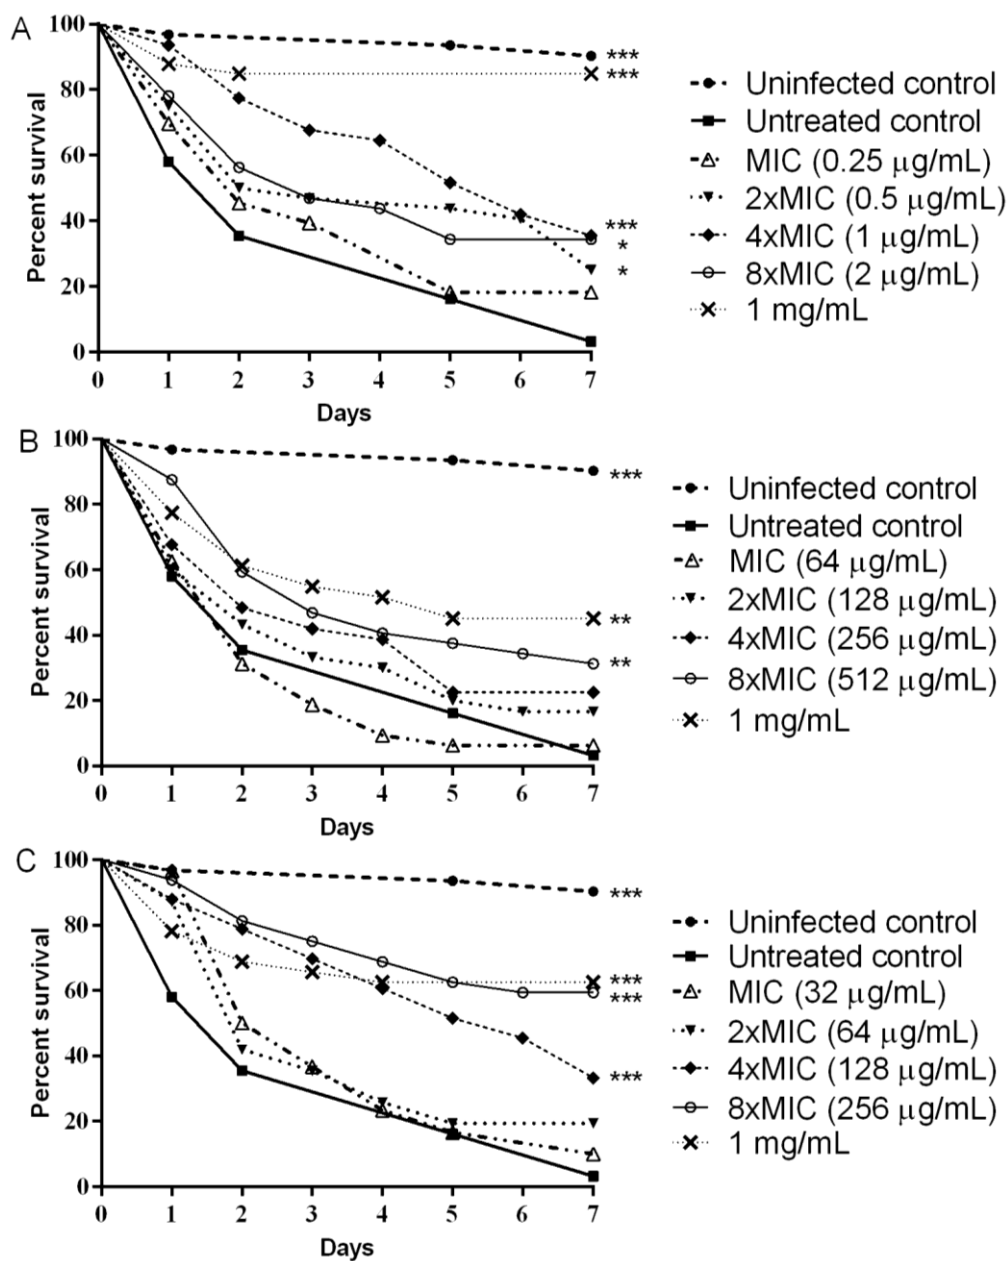 A
100
80
60
40
20
0
Percent survival
0 1 2 3 4 5 6 7
Days
***
***
***
*
*
Uninfected control
Untreated control
MIC (0.25 μg/mL)
2xMIC (0.5 μg/mL)
4xMIC (1 μg/mL)
8xMIC (2 μg/mL)
1 mg/mL
B
100
80
60
40
20
0
Percent survival
0 1 2 3 4 5 6 7
Days
***
**
**
Uninfected control
Untreated control
MIC (64 μg/mL)
2xMIC (128 μg/mL)
4xMIC (256 μg/mL)
8xMIC (512 μg/mL)
1 mg/mL
C
100
80
60
40
20
0
Percent survival
0 1 2 3 4 5 6 7
Days
***
***
***
***
Uninfected control
Untreated control
MIC (32 μg/mL)
2xMIC (64 μg/mL)
4xMIC (128 μg/mL)
8xMIC (256 μg/mL)
1 mg/mL